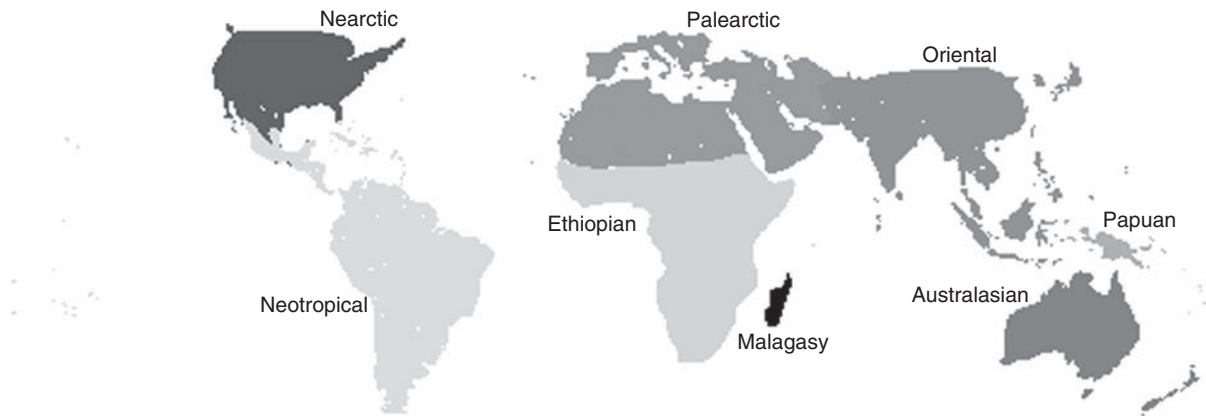 Nearctic
Palearctic
Oriental
Ethiopian
Papuan
Neotropical
Australasian
Malagasy